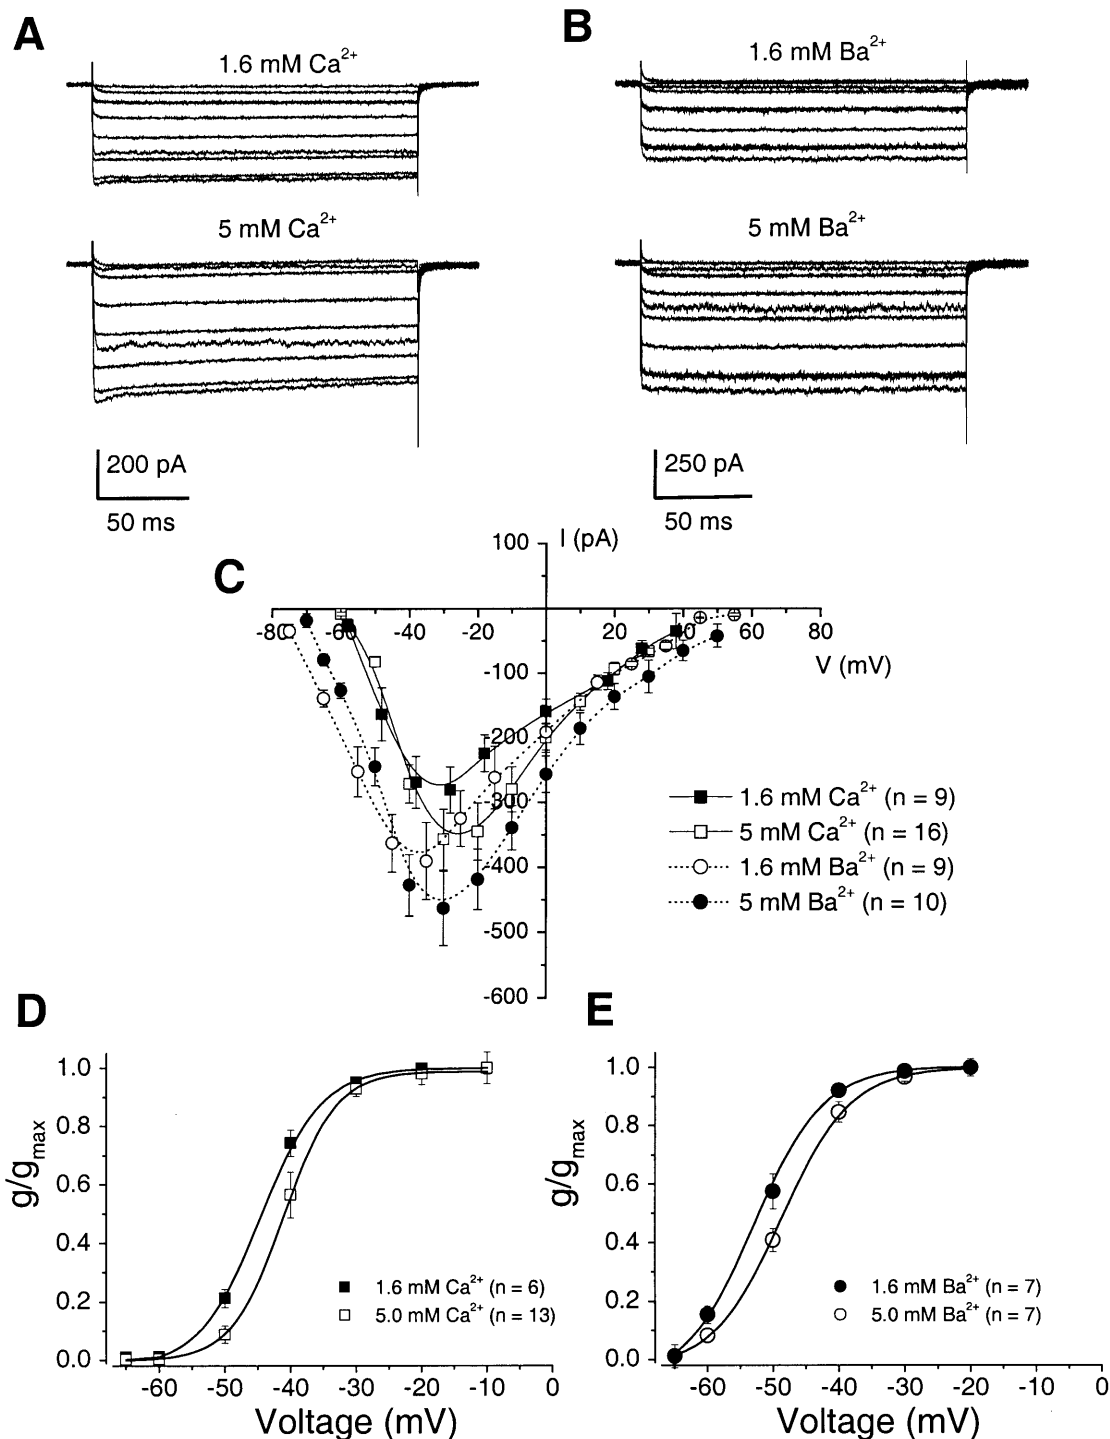 A
B
1.6 mM Ca²⁺
1.6 mM Ba²⁺
5 mM Ca²⁺
5 mM Ba²⁺
200 pA
50 ms
250 pA
50 ms
C
100
I (pA)
-80
-60
-40
-20
20
40
60
80
V (mV)
-100
-200
-300
-400
-500
-600
1.6 mM Ca²⁺ (n = 9)
5 mM Ca²⁺ (n = 16)
1.6 mM Ba²⁺ (n = 9)
5 mM Ba²⁺ (n = 10)
D
g/gmax
1.0
0.8
0.6
0.4
0.2
0.0
1.6 mM Ca²⁺ (n = 6)
5.0 mM Ca²⁺ (n = 13)
-60
-50
-40
-30
-20
-10
0
Voltage (mV)
E
g/gmax
1.0
0.8
0.6
0.4
0.2
0.0
1.6 mM Ba²⁺ (n = 7)
5.0 mM Ba²⁺ (n = 7)
-60
-50
-40
-30
-20
-10
0
Voltage (mV)